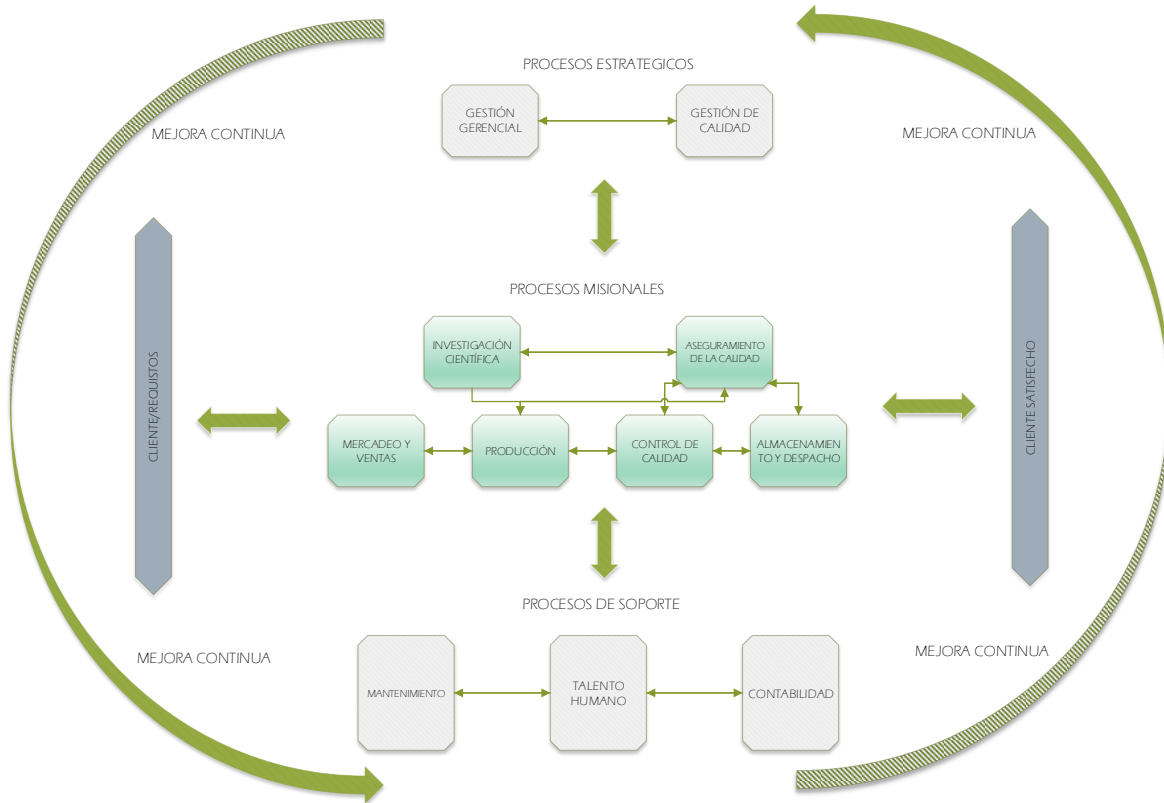 PROCESOS ESTRATEGICOS
GESTIÓN
GERENCIAL
GESTIÓN DE
CALIDAD
MEJORA CONTINUA
MEJORA CONTINUA
PROCESOS MISIONALES
INVESTIGACIÓN
CIENTÍFICA
ASEGURAMIENTO
DE LA CALIDAD
CLIENTE/REQUISTOS
CLIENTE SATISFECHO
MERCADEO Y
VENTAS
PRODUCCIÓN
CONTROL DE
CALIDAD
ALMACENAMIEN
TO Y DESPACHO
PROCESOS DE SOPORTE
MEJORA CONTINUA
MEJORA CONTINUA
MANTENIMIENTO
TALENTO
HUMANO
CONTABILIDAD